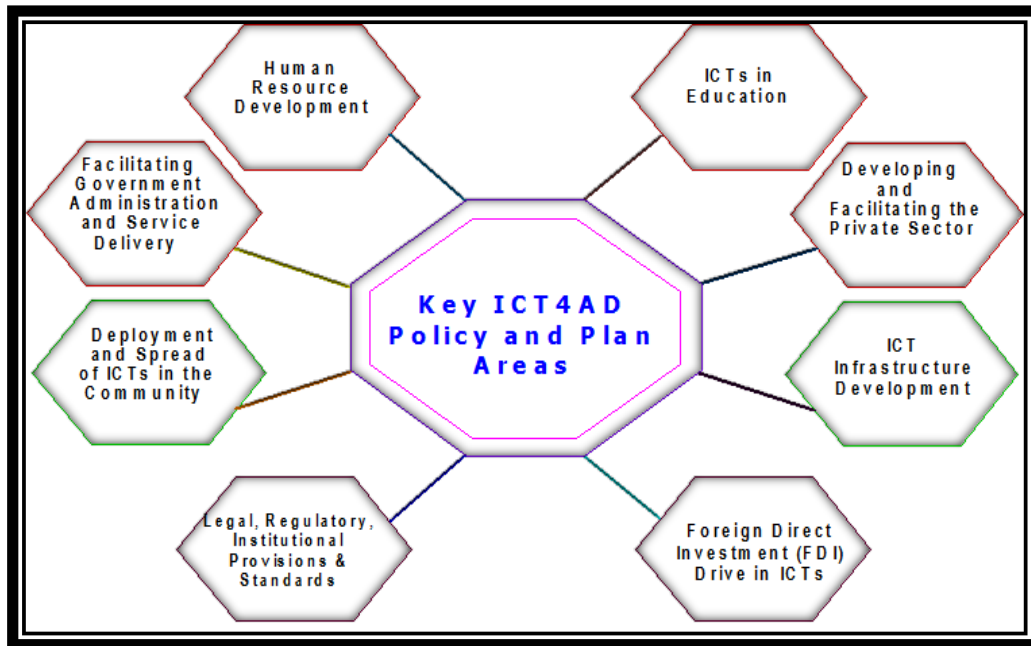 Human
Resource
Development
ICTs in
Education
Facilitating
Government
Administration
and Service
Delivery
Developing
and
Facilitating the
Private Sector
Key ICT4AD
Policy and Plan
Areas
Deployment
and Spread
of ICTs in the
Community
ICT
Infrastructure
Development
Legal, Regulatory,
Institutional
Provisions &
Standards
Foreign Direct
Investment (FDI)
Drive in ICTs